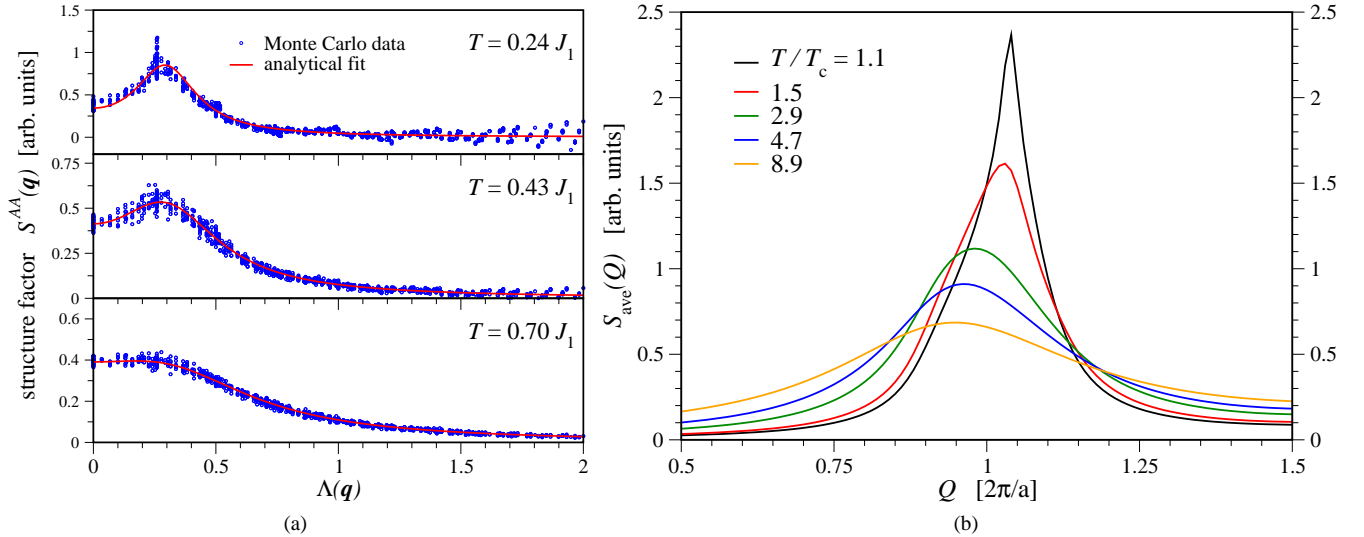 1.5
1
0.5
0
Monte Carlo data
analytical fit
T = 0.24 J1
0.75
0.5
0.25
0
T = 0.43 J1
0.6
0.4
0.2
0
T = 0.70 J1
structure factor S^AA(q) [arb. units]
0 0.5 1 1.5 2
Λ(q)
(a)
2.5
2
1.5
1
0.5
0
T / Tc = 1.1
1.5
2.9
4.7
8.9
Save(Q) [arb. units]
2.5
2
1.5
1
0.5
0
0.5 0.75 1 1.25 1.5
Q [2π/a]
(b)